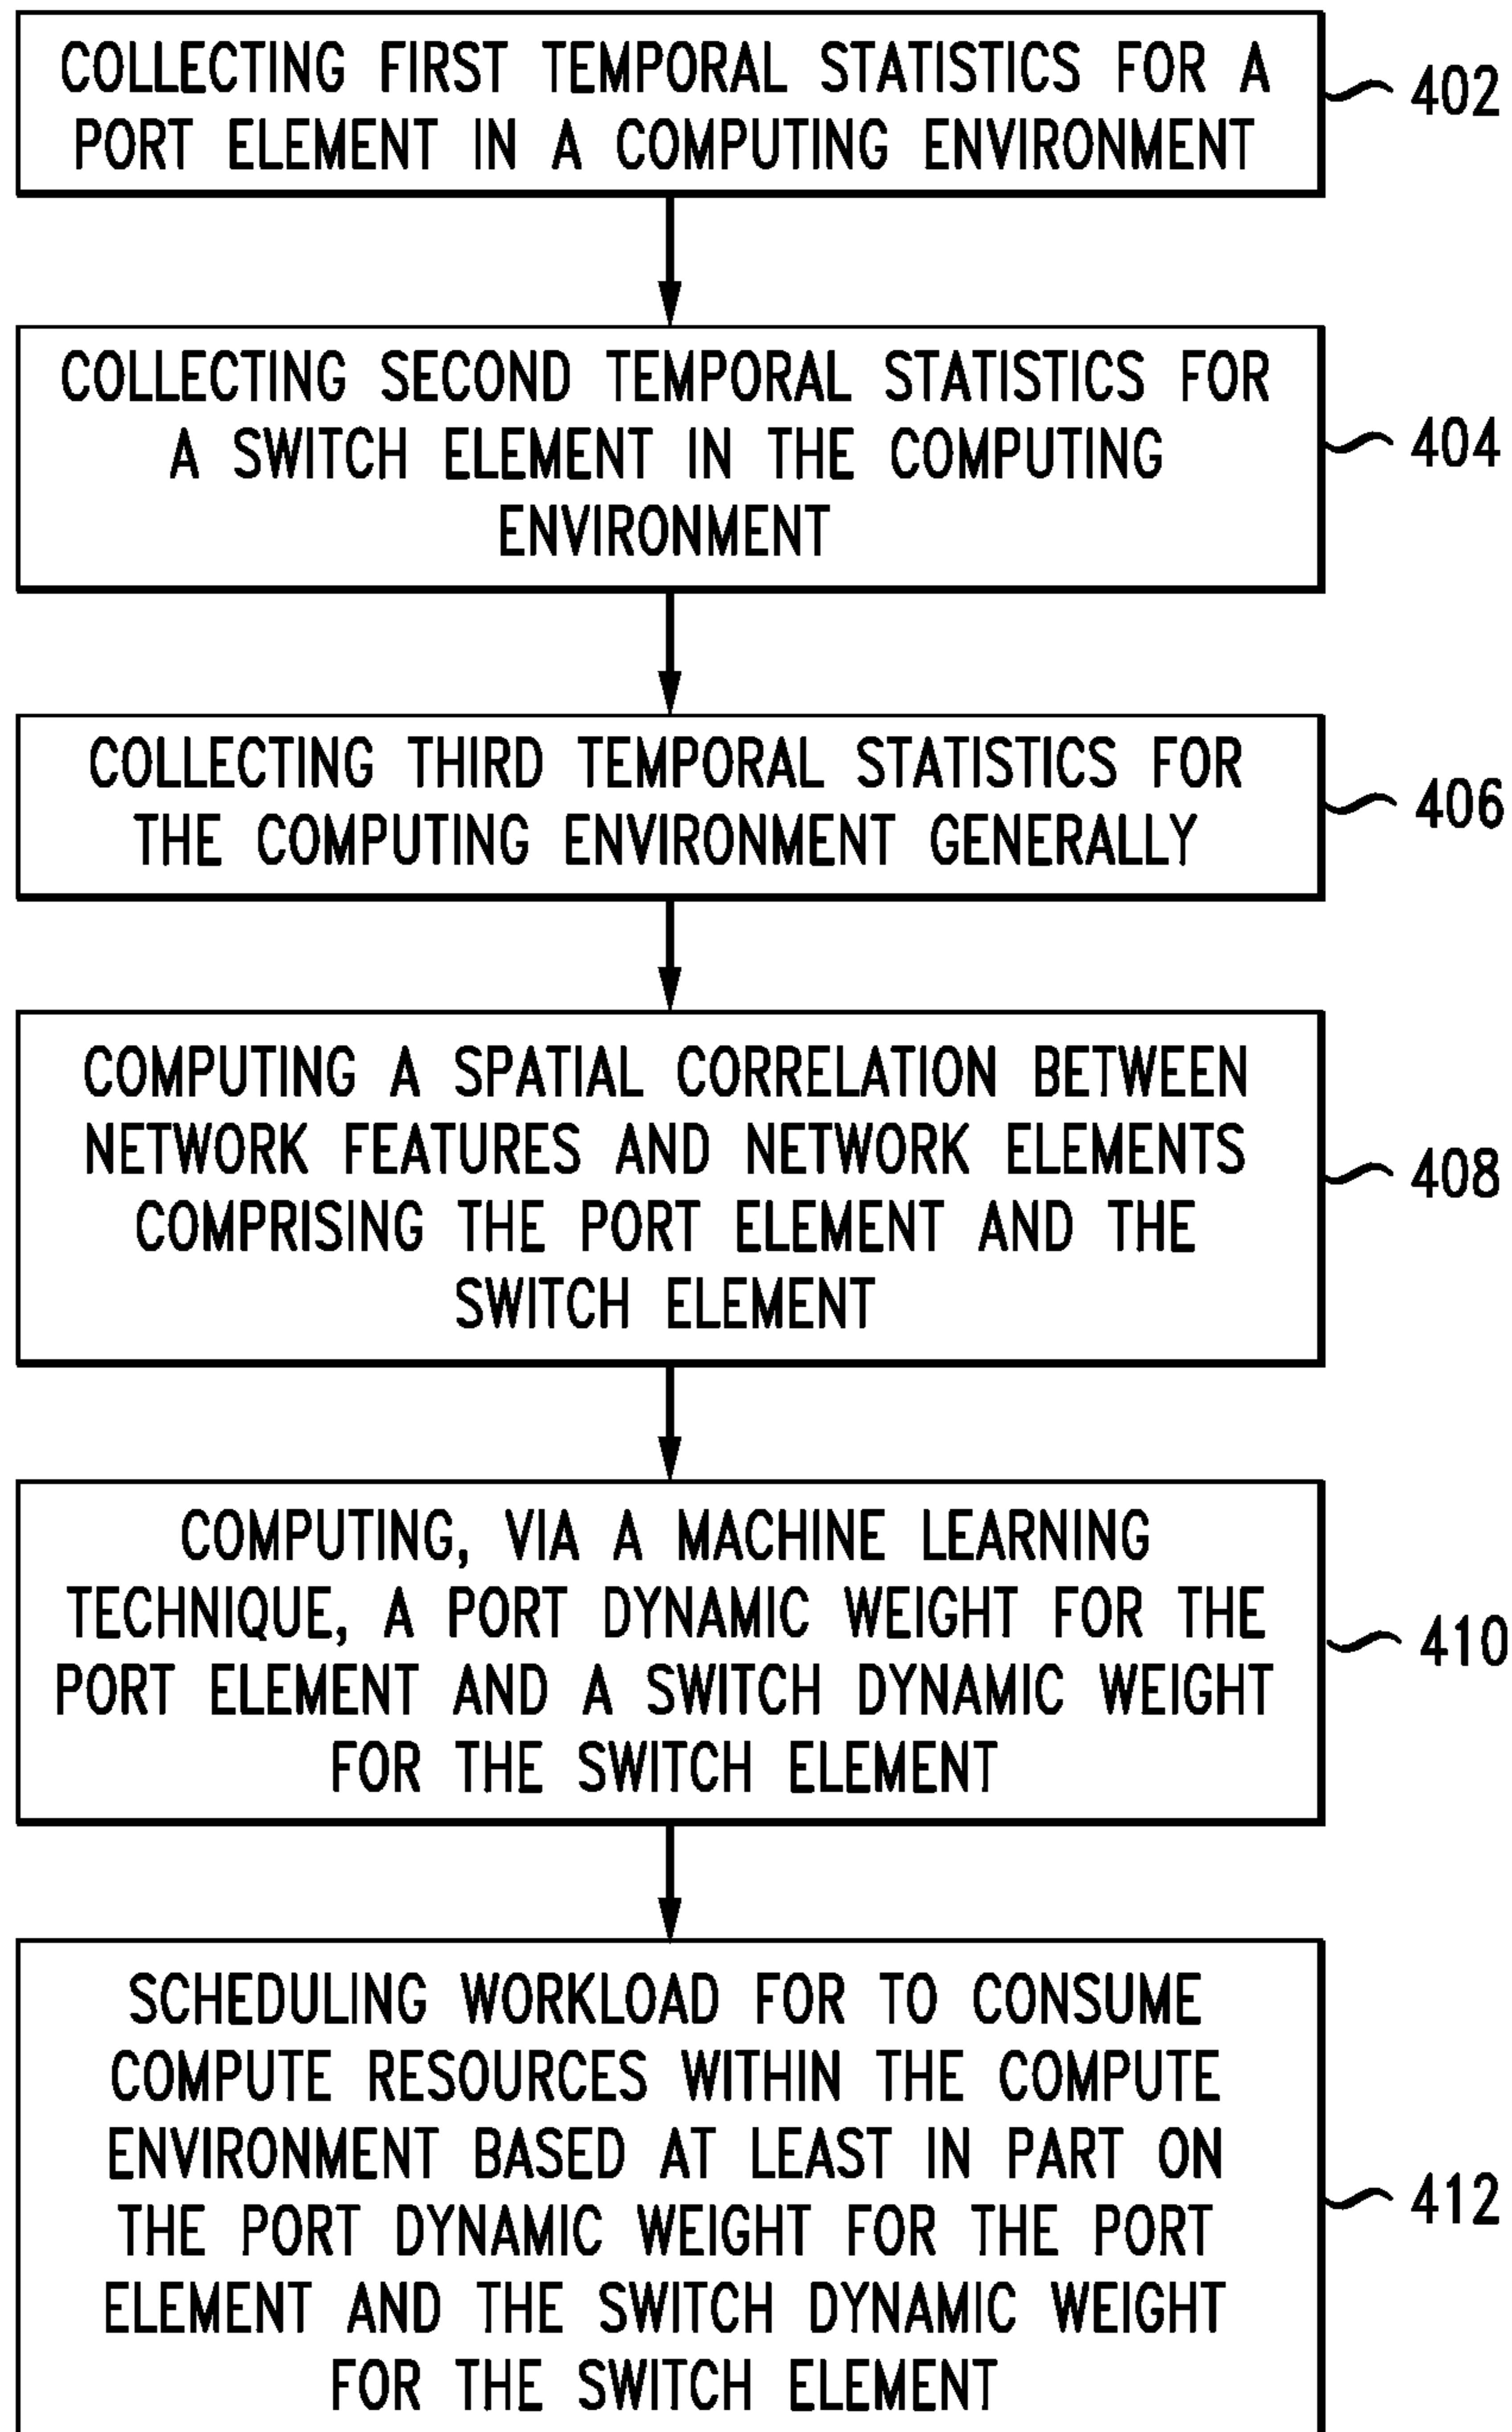 COLLECTING FIRST TEMPORAL STATISTICS FOR A
PORT ELEMENT IN A COMPUTING ENVIRONMENT
402
COLLECTING SECOND TEMPORAL STATISTICS FOR
A SWITCH ELEMENT IN THE COMPUTING
ENVIRONMENT
404
COLLECTING THIRD TEMPORAL STATISTICS FOR
THE COMPUTING ENVIRONMENT GENERALLY
406
COMPUTING A SPATIAL CORRELATION BETWEEN
NETWORK FEATURES AND NETWORK ELEMENTS
COMPRISING THE PORT ELEMENT AND THE
SWITCH ELEMENT
408
COMPUTING, VIA A MACHINE LEARNING
TECHNIQUE, A PORT DYNAMIC WEIGHT FOR THE
PORT ELEMENT AND A SWITCH DYNAMIC WEIGHT
FOR THE SWITCH ELEMENT
410
SCHEDULING WORKLOAD FOR TO CONSUME
COMPUTE RESOURCES WITHIN THE COMPUTE
ENVIRONMENT BASED AT LEAST IN PART ON
THE PORT DYNAMIC WEIGHT FOR THE PORT
ELEMENT AND THE SWITCH DYNAMIC WEIGHT
FOR THE SWITCH ELEMENT
412